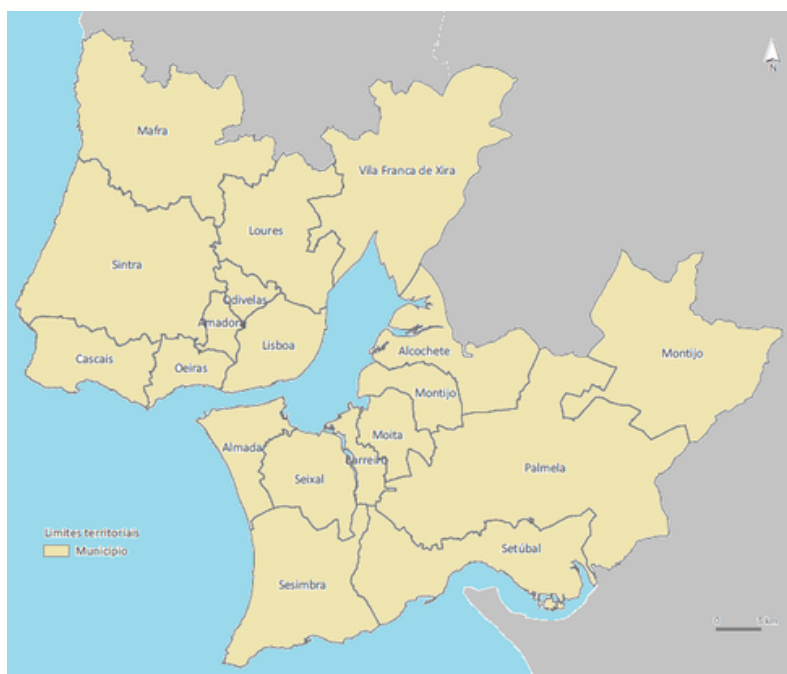 N
Mafra
Vila Franca de Xira
Loures
Sintra
Odivelas
Amadora
Lisboa
Alcochete
Montijo
Cascais
Oeiras
Montijo
Almada
Moita
Barreiro
Palmela
Seixal
Limites territoriais
Município
Setúbal
Sesimbra
0 5 km